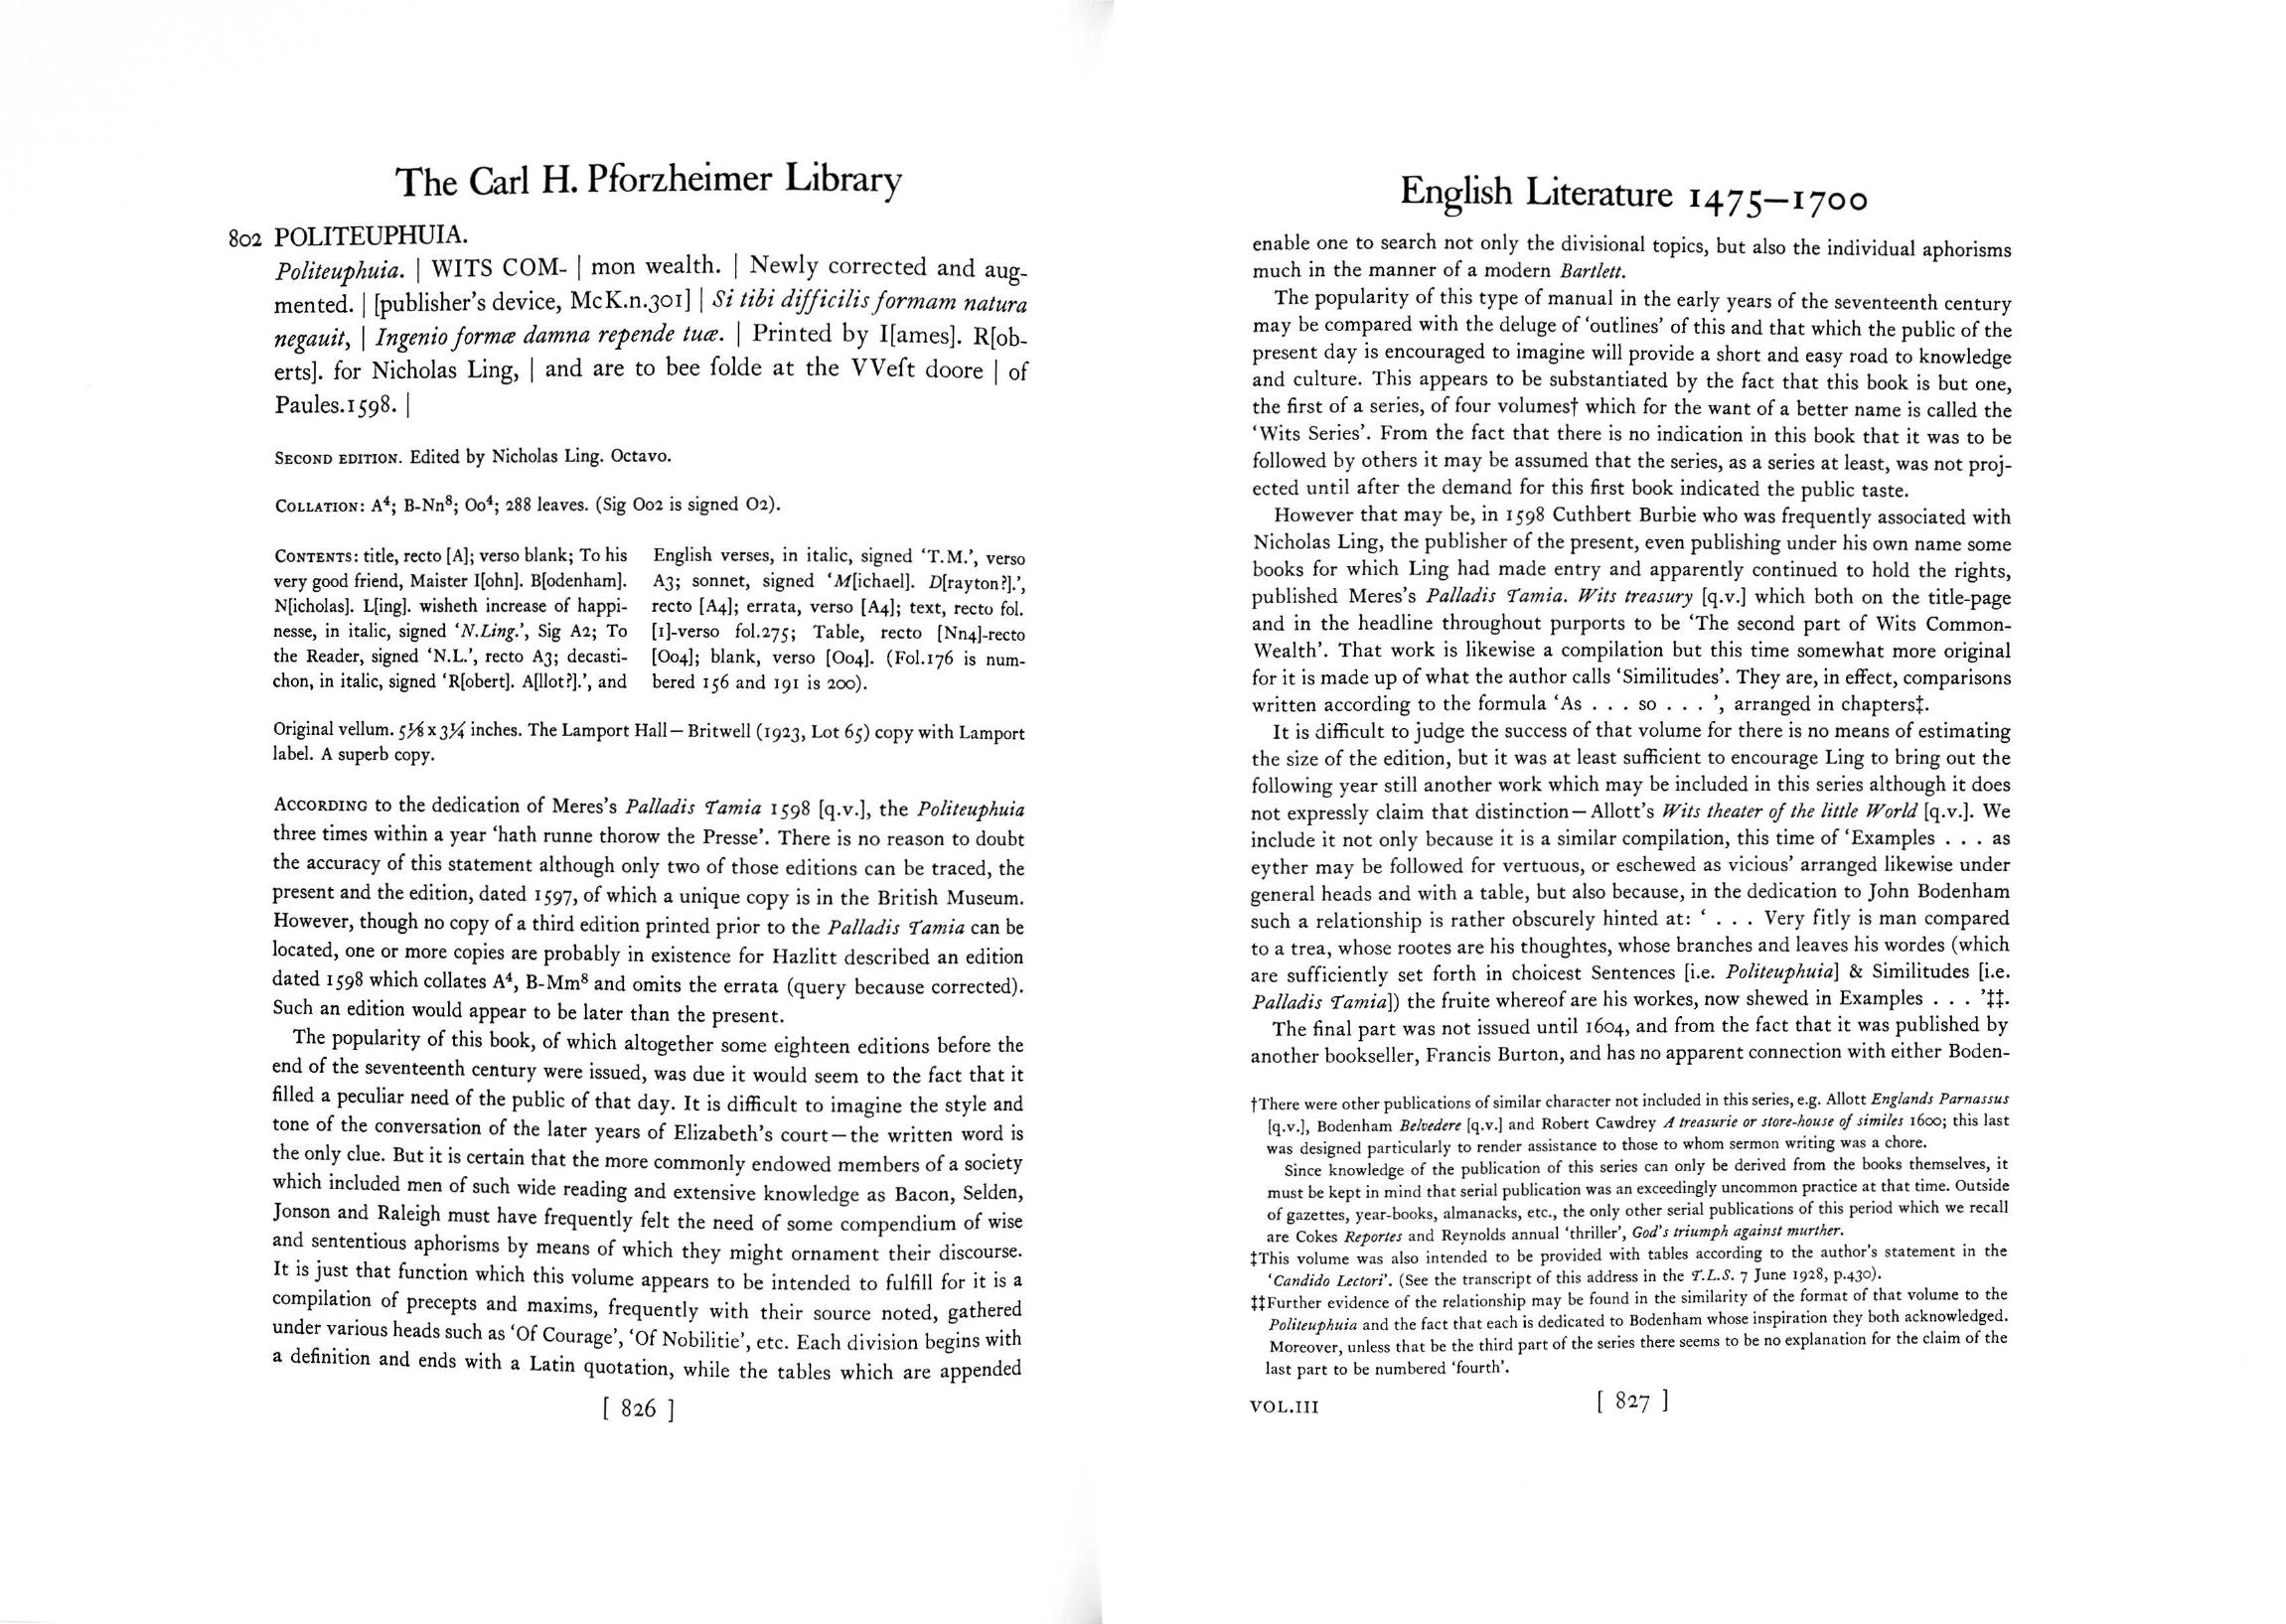 The Carl H. Pforzheimer Library
802 POLITEUPHUIA.
Politeuphuia. | WITS COM- | mon wealth. | Newly corrected and aug-
mented. | [publisher's device, McK.n.301] | Si tibi difficilis formam natura
negauit, | Ingenio formæ damna repende tuæ. | Printed by I[ames]. R[ob-
erts]. for Nicholas Ling, | and are to bee ſolde at the VVeſt doore | of
Paules.1598. |
SECOND EDITION. Edited by Nicholas Ling. Octavo.
COLLATION: A⁴; B-Nn⁸; Oo⁴; 288 leaves. (Sig Oo2 is signed O2).
CONTENTS: title, recto [A]; verso blank; To his
very good friend, Maister I[ohn]. B[odenham].
N[icholas]. L[ing]. wisheth increase of happi-
nesse, in italic, signed 'N.Ling.', Sig A2; To
the Reader, signed 'N.L.', recto A3; decasti-
chon, in italic, signed 'R[obert]. A[llot?].', and
English verses, in italic, signed 'T.M.', verso
A3; sonnet, signed 'M[ichael]. D[rayton?].',
recto [A4]; errata, verso [A4]; text, recto fol.
[1]-verso fol.275; Table, recto [Nn4]-recto
[Oo4]; blank, verso [Oo4]. (Fol.176 is num-
bered 156 and 191 is 200).
Original vellum. 5⅛ x 3¼ inches. The Lamport Hall—Britwell (1923, Lot 65) copy with Lamport
label. A superb copy.
ACCORDING to the dedication of Meres's Palladis Tamia 1598 [q.v.], the Politeuphuia
three times within a year 'hath runne thorow the Presse'. There is no reason to doubt
the accuracy of this statement although only two of those editions can be traced, the
present and the edition, dated 1597, of which a unique copy is in the British Museum.
However, though no copy of a third edition printed prior to the Palladis Tamia can be
located, one or more copies are probably in existence for Hazlitt described an edition
dated 1598 which collates A⁴, B-Mm⁸ and omits the errata (query because corrected).
Such an edition would appear to be later than the present.
The popularity of this book, of which altogether some eighteen editions before the
end of the seventeenth century were issued, was due it would seem to the fact that it
filled a peculiar need of the public of that day. It is difficult to imagine the style and
tone of the conversation of the later years of Elizabeth's court—the written word is
the only clue. But it is certain that the more commonly endowed members of a society
which included men of such wide reading and extensive knowledge as Bacon, Selden,
Jonson and Raleigh must have frequently felt the need of some compendium of wise
and sententious aphorisms by means of which they might ornament their discourse.
It is just that function which this volume appears to be intended to fulfill for it is a
compilation of precepts and maxims, frequently with their source noted, gathered
under various heads such as 'Of Courage', 'Of Nobilitie', etc. Each division begins with
a definition and ends with a Latin quotation, while the tables which are appended
[ 826 ]
English Literature 1475–1700
enable one to search not only the divisional topics, but also the individual aphorisms
much in the manner of a modern Bartlett.
The popularity of this type of manual in the early years of the seventeenth century
may be compared with the deluge of 'outlines' of this and that which the public of the
present day is encouraged to imagine will provide a short and easy road to knowledge
and culture. This appears to be substantiated by the fact that this book is but one,
the first of a series, of four volumes† which for the want of a better name is called the
'Wits Series'. From the fact that there is no indication in this book that it was to be
followed by others it may be assumed that the series, as a series at least, was not proj-
ected until after the demand for this first book indicated the public taste.
However that may be, in 1598 Cuthbert Burbie who was frequently associated with
Nicholas Ling, the publisher of the present, even publishing under his own name some
books for which Ling had made entry and apparently continued to hold the rights,
published Meres's Palladis Tamia. Wits treasury [q.v.] which both on the title-page
and in the headline throughout purports to be 'The second part of Wits Common-
Wealth'. That work is likewise a compilation but this time somewhat more original
for it is made up of what the author calls 'Similitudes'. They are, in effect, comparisons
written according to the formula 'As . . . so . . . ', arranged in chapters‡.
It is difficult to judge the success of that volume for there is no means of estimating
the size of the edition, but it was at least sufficient to encourage Ling to bring out the
following year still another work which may be included in this series although it does
not expressly claim that distinction—Allott's Wits theater of the little World [q.v.]. We
include it not only because it is a similar compilation, this time of 'Examples . . . as
eyther may be followed for vertuous, or eschewed as vicious' arranged likewise under
general heads and with a table, but also because, in the dedication to John Bodenham
such a relationship is rather obscurely hinted at: ' . . . Very fitly is man compared
to a trea, whose rootes are his thoughtes, whose branches and leaves his wordes (which
are sufficiently set forth in choicest Sentences [i.e. Politeuphuia] & Similitudes [i.e.
Palladis Tamia]) the fruite whereof are his workes, now shewed in Examples . . . '‡‡.
The final part was not issued until 1604, and from the fact that it was published by
another bookseller, Francis Burton, and has no apparent connection with either Boden-
†There were other publications of similar character not included in this series, e.g. Allott Englands Parnassus
[q.v.], Bodenham Belvedere [q.v.] and Robert Cawdrey A treasurie or store-house of similes 1600; this last
was designed particularly to render assistance to those to whom sermon writing was a chore.
Since knowledge of the publication of this series can only be derived from the books themselves, it
must be kept in mind that serial publication was an exceedingly uncommon practice at that time. Outside
of gazettes, year-books, almanacks, etc., the only other serial publications of this period which we recall
are Cokes Reportes and Reynolds annual 'thriller', God's triumph against murther.
‡This volume was also intended to be provided with tables according to the author's statement in the
'Candido Lectori'. (See the transcript of this address in the T.L.S. 7 June 1928, p.430).
‡‡Further evidence of the relationship may be found in the similarity of the format of that volume to the
Politeuphuia and the fact that each is dedicated to Bodenham whose inspiration they both acknowledged.
Moreover, unless that be the third part of the series there seems to be no explanation for the claim of the
last part to be numbered 'fourth'.
VOL.III
[ 827 ]